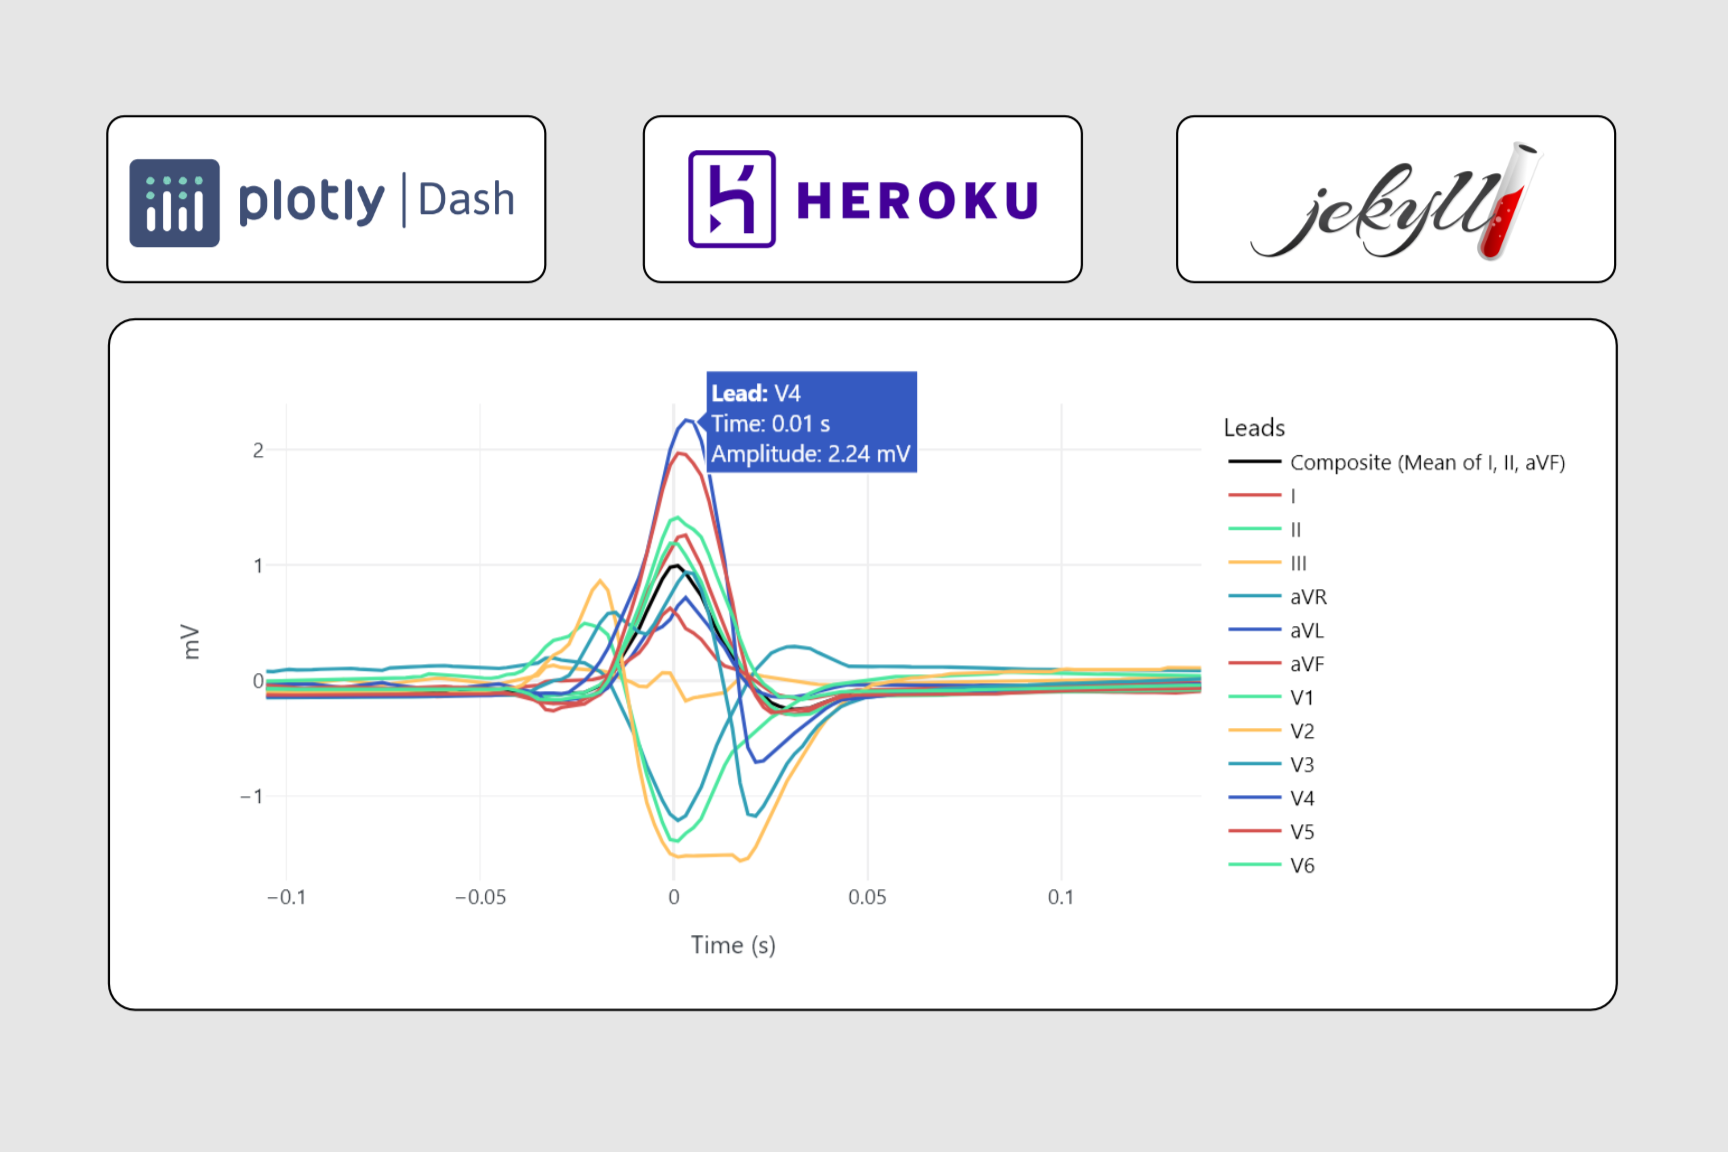 plotly | Dash
HEROKU
jekyll
Lead: V4
Time: 0.01 s
Amplitude: 2.24 mV
2
1
0
−1
mV
−0.1
−0.05
0
0.05
0.1
Time (s)
Leads
Composite (Mean of I, II, aVF)
I
II
III
aVR
aVL
aVF
V1
V2
V3
V4
V5
V6